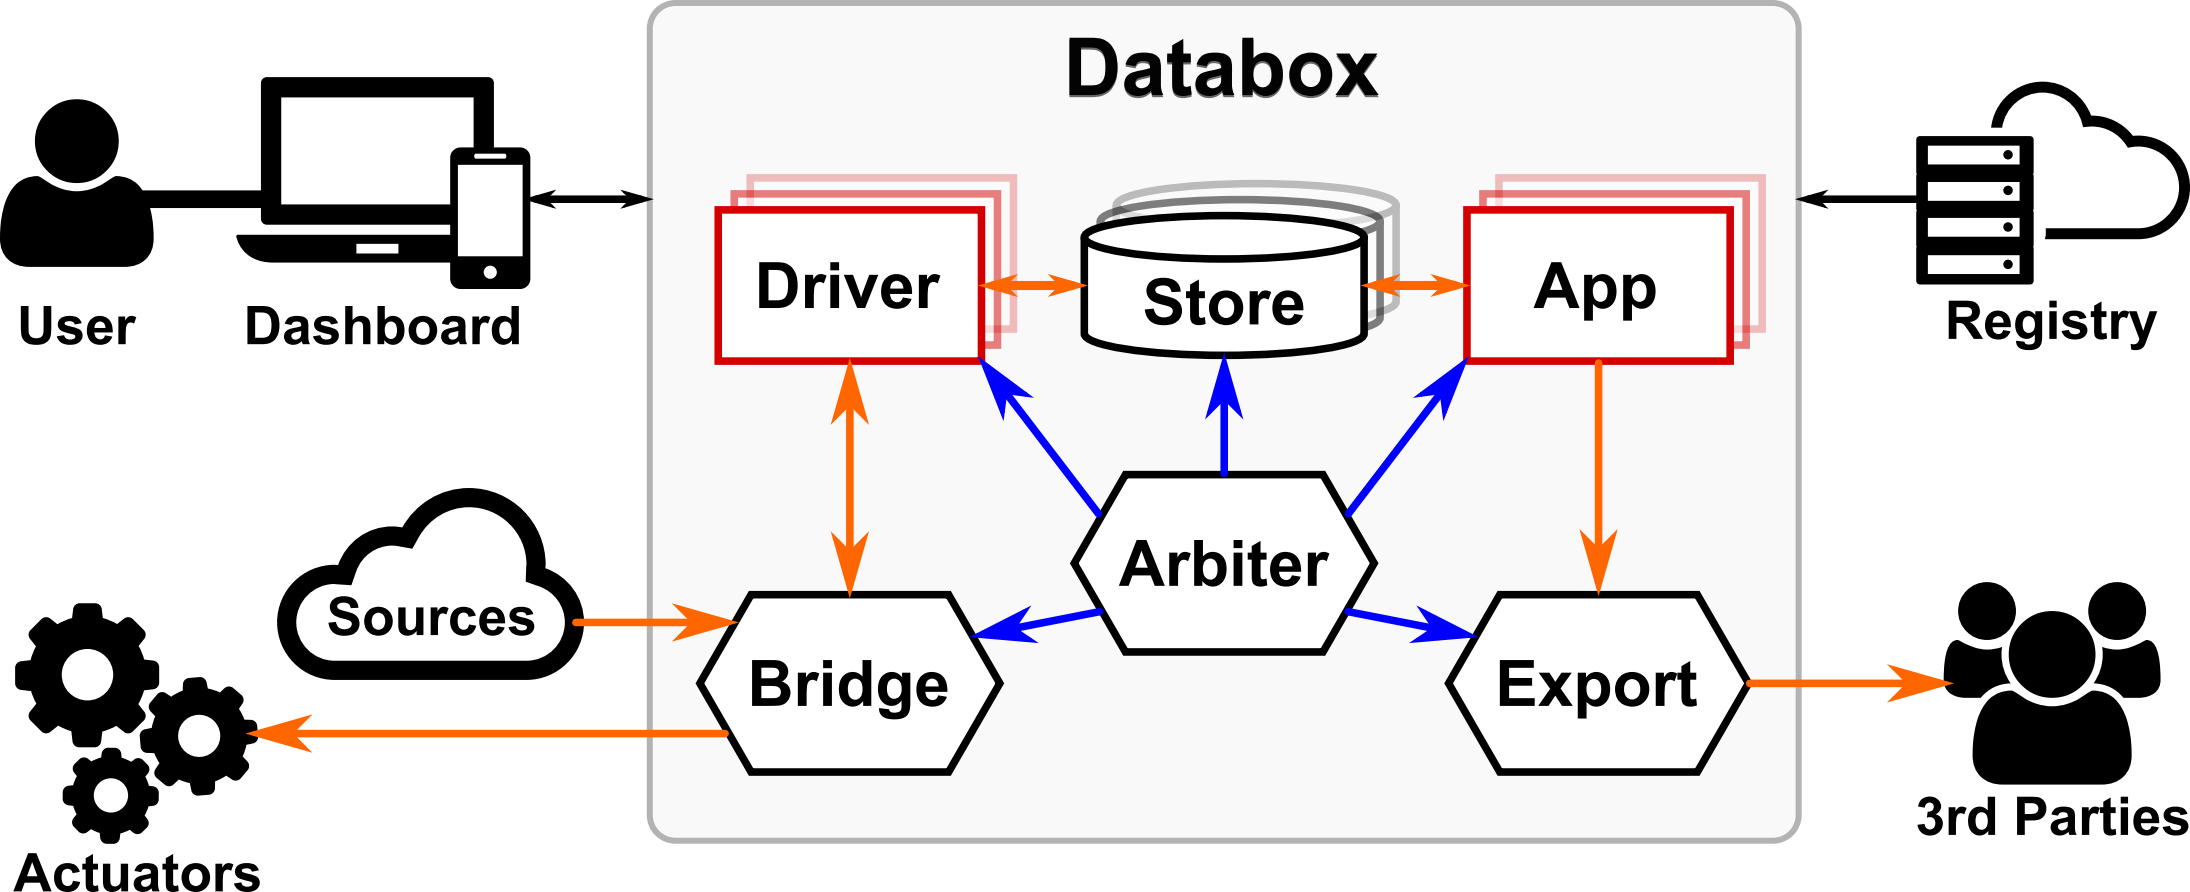 Databox
Driver
Store
App
User
Dashboard
Registry
Arbiter
Sources
Bridge
Export
Actuators
3rd Parties